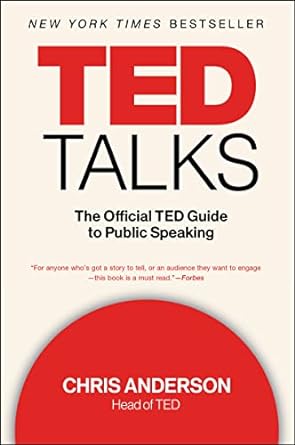 NEW YORK TIMES BESTSELLER
TED
TALKS
The Official TED Guide
to Public Speaking
"For anyone who's got a story to tell, or an audience they want to engage
—this book is a must read."—Forbes
CHRIS ANDERSON
Head of TED